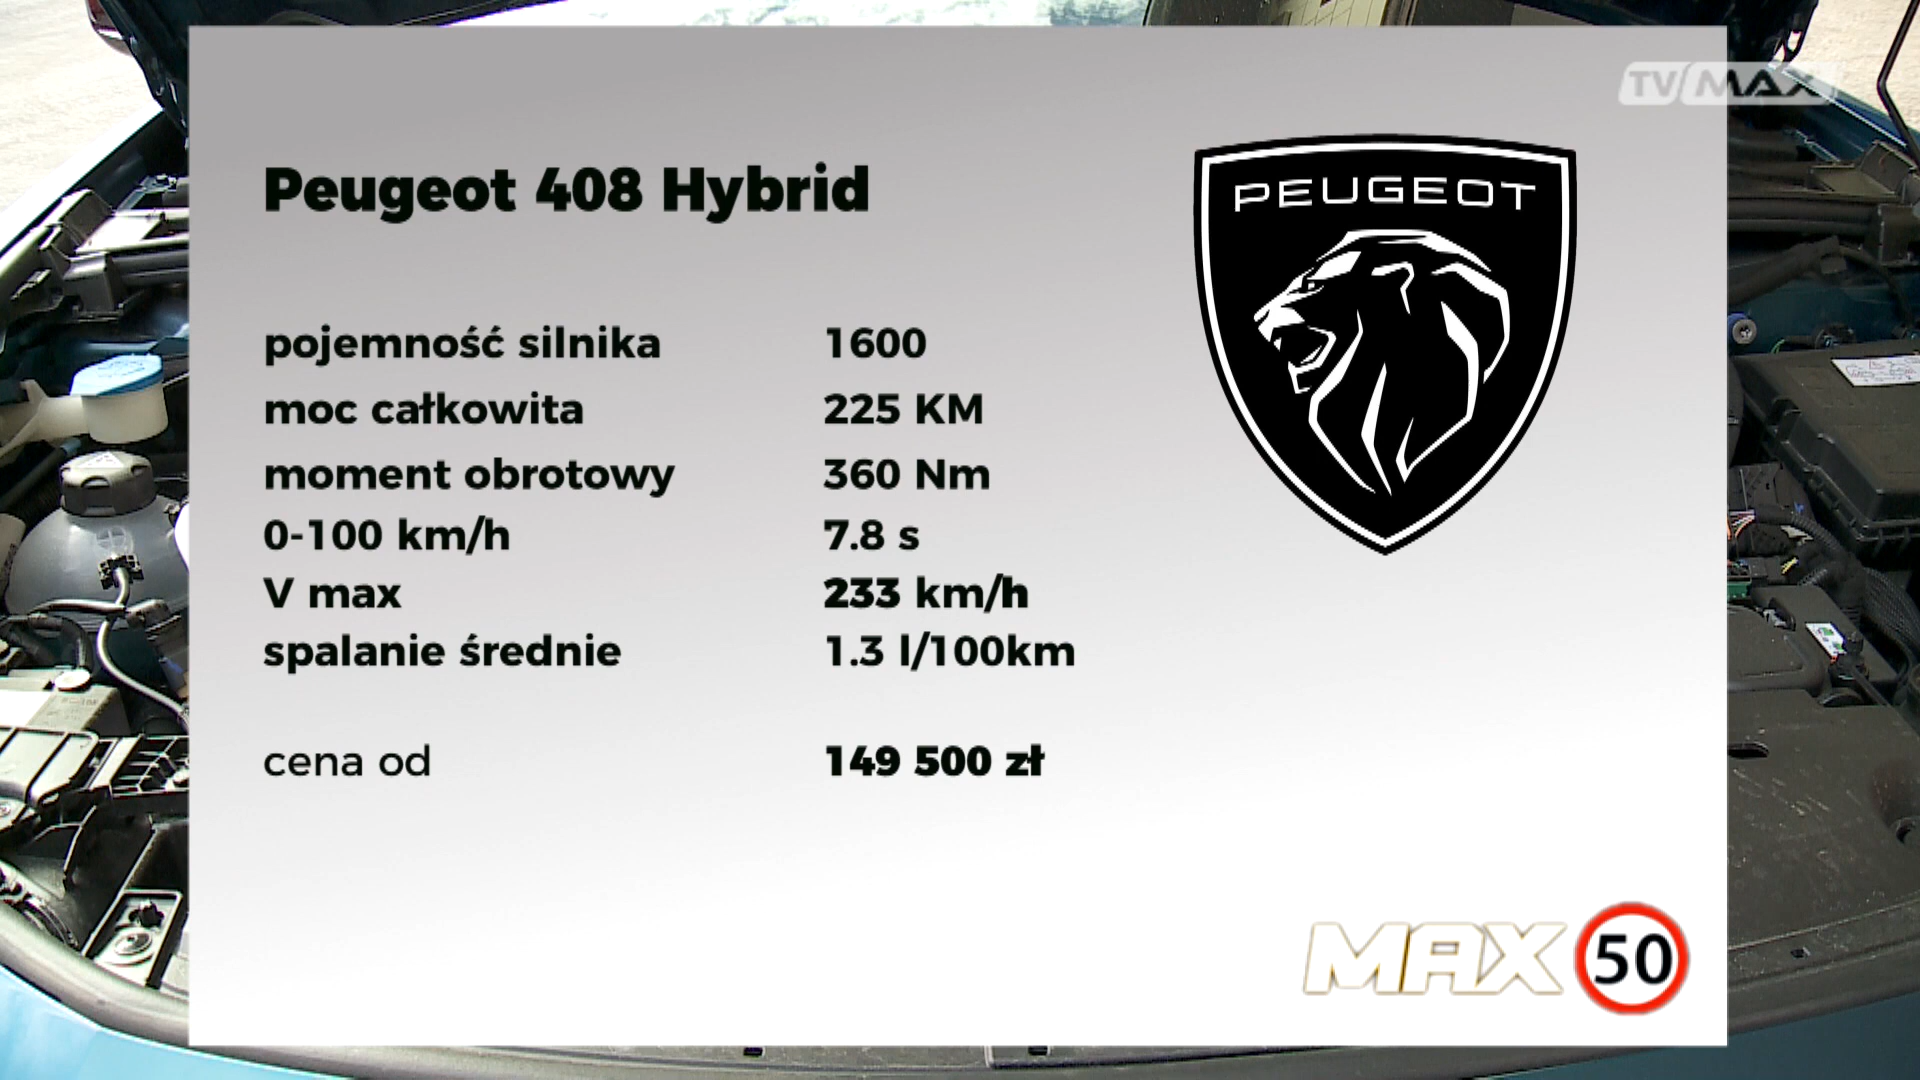 TV MAX
Peugeot 408 Hybrid
PEUGEOT
pojemność silnika 1600
moc całkowita 225 KM
moment obrotowy 360 Nm
0-100 km/h 7.8 s
V max 233 km/h
spalanie średnie 1.3 l/100km
cena od 149 500 zł
MAX 50